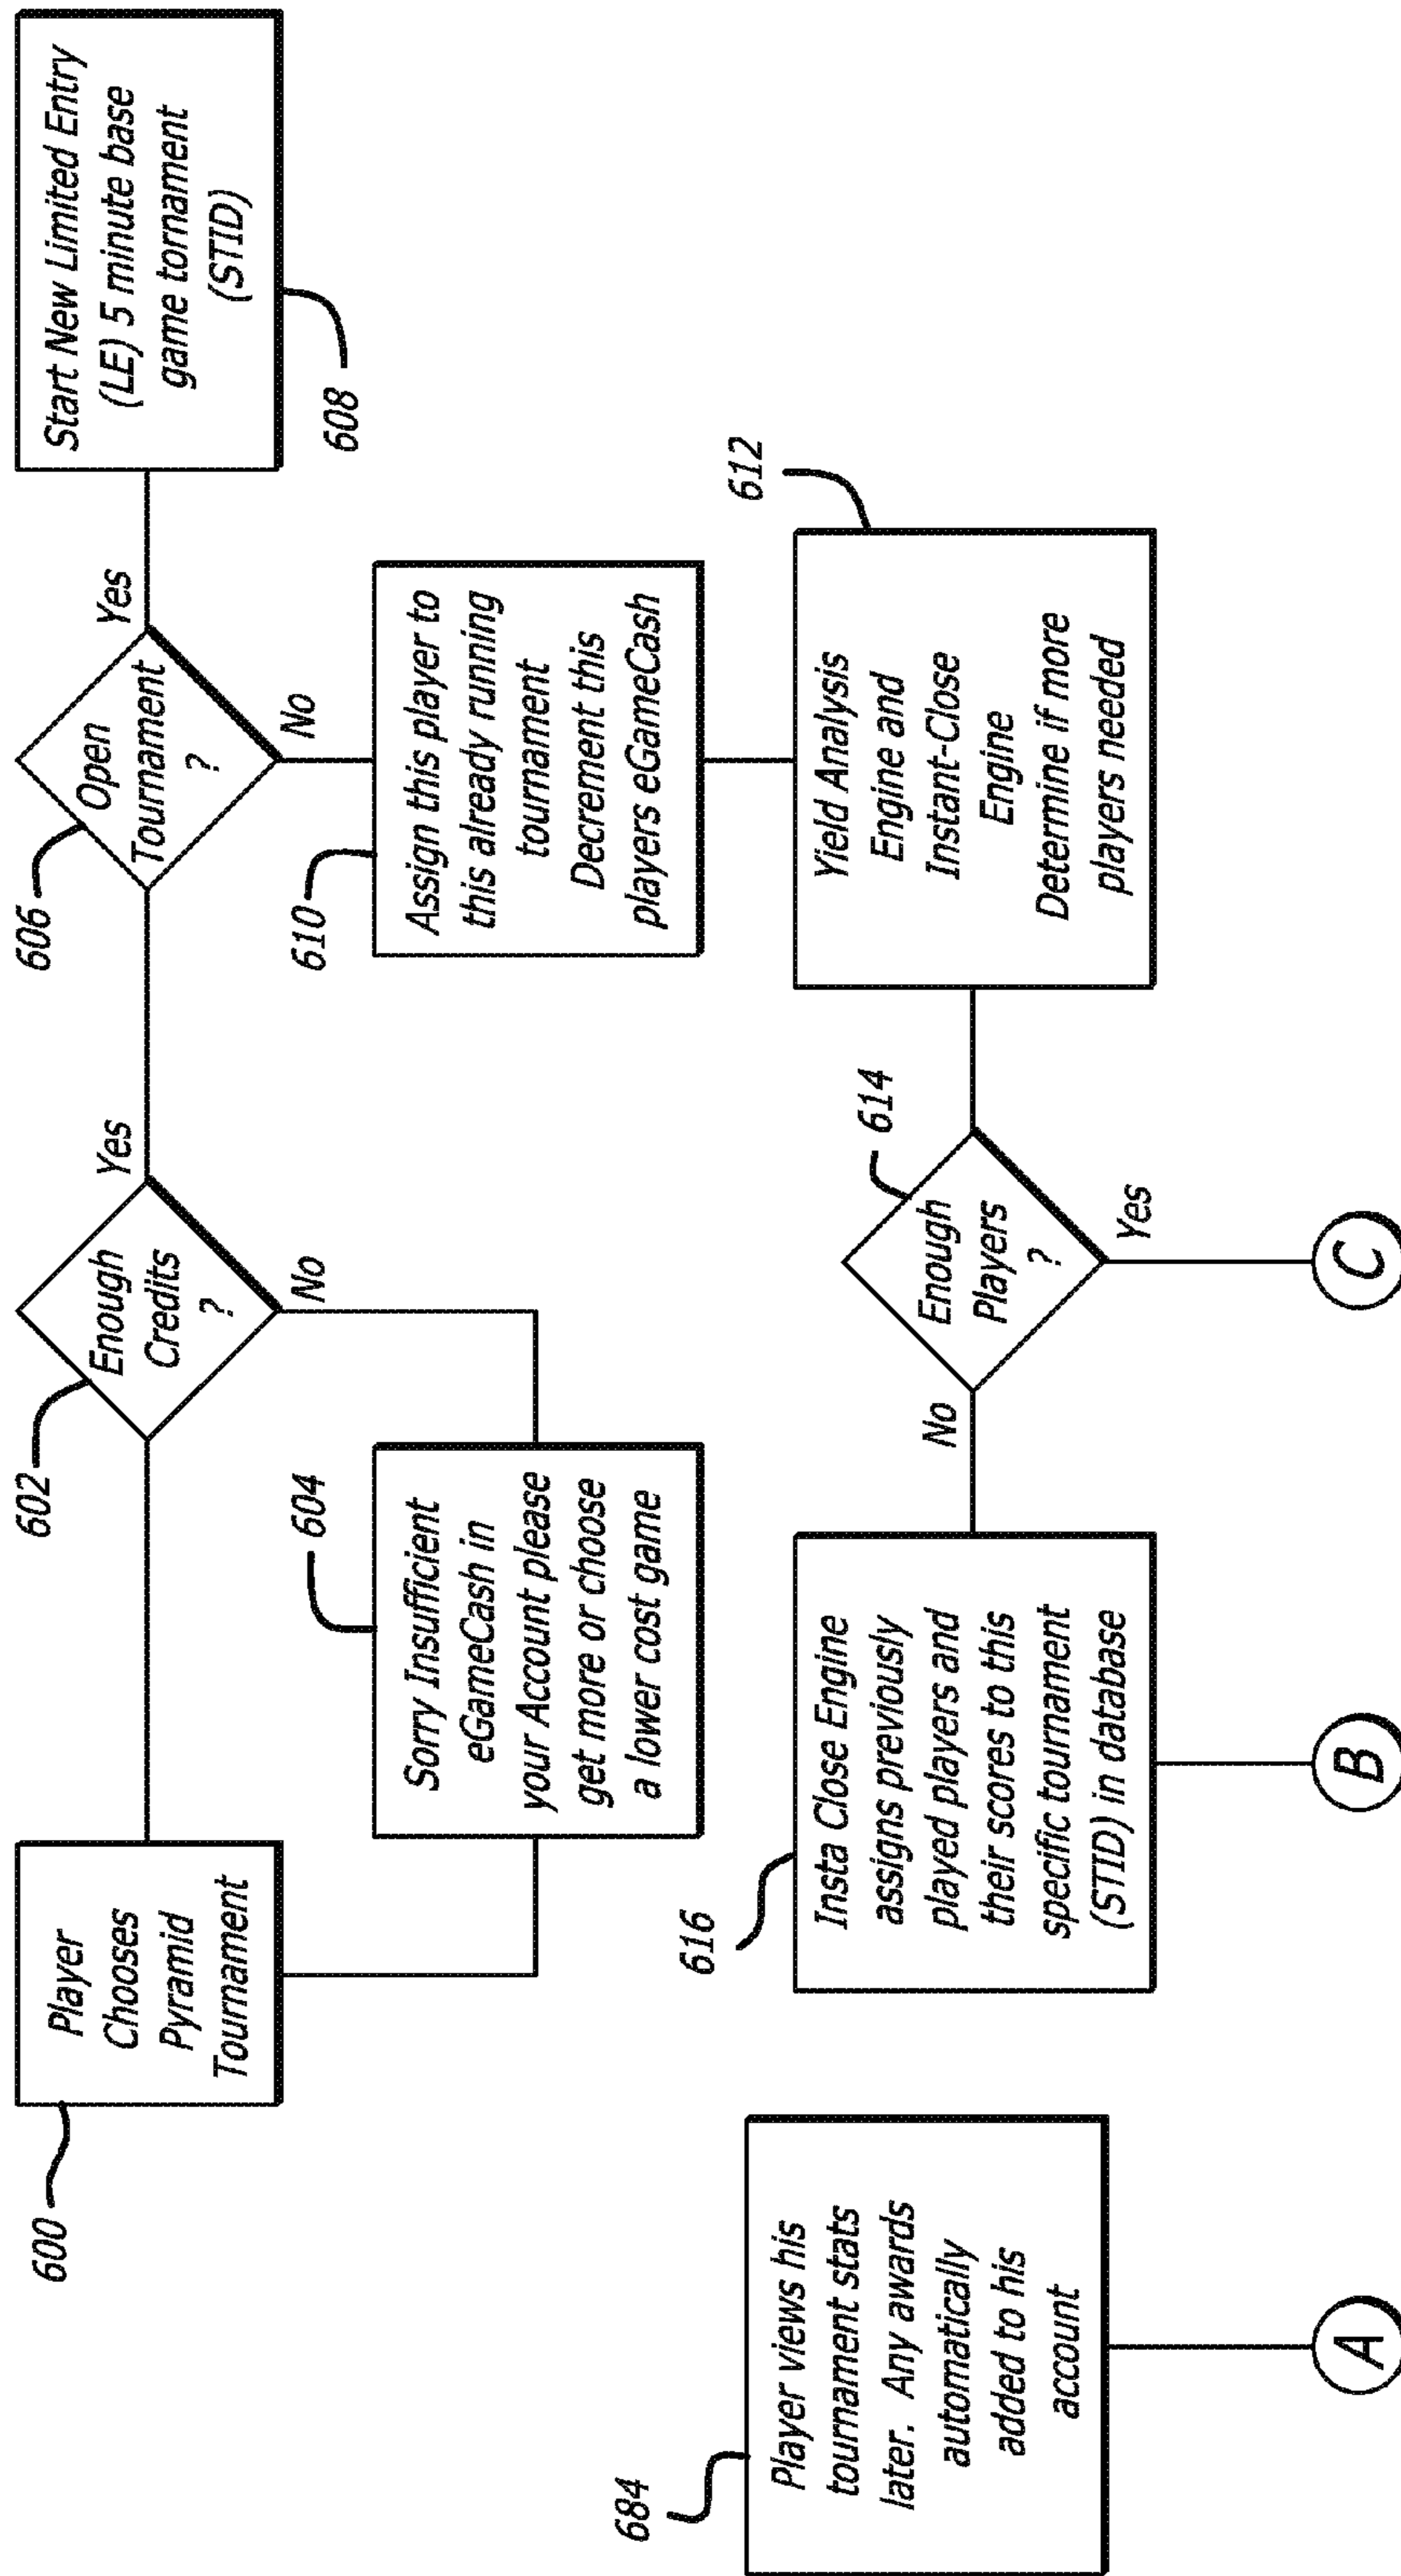 600
Player
Chooses
Pyramid
Tournament
602
Enough
Credits
?
Yes
No
604
Sorry Insufficient
eGameCash in
your Account please
get more or choose
a lower cost game
606
Open
Tournament
?
Yes
No
Start New Limited Entry
(LE) 5 minute base
game tornament
(STID)
608
610
Assign this player to
this already running
tournament
Decrement this
players eGameCash
612
Yield Analysis
Engine and
Instant-Close
Engine
Determine if more
players needed
614
Enough
Players
?
No
Yes
616
Insta Close Engine
assigns previously
played players and
their scores to this
specific tournament
(STID) in database
684
Player views his
tournament stats
later. Any awards
automatically
added to his
account
A
B
C